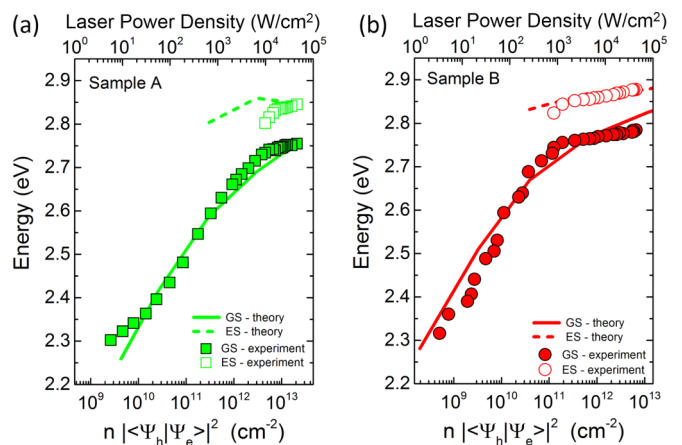 (a)
Laser Power Density (W/cm²)
10⁰ 10¹ 10² 10³ 10⁴ 10⁵
2.9
2.8
2.7
2.6
2.5
2.4
2.3
2.2
Energy (eV)
Sample A
GS - theory
ES - theory
GS - experiment
ES - experiment
10⁹ 10¹⁰ 10¹¹ 10¹² 10¹³
n |<Ψₕ|Ψₑ>|² (cm⁻²)
(b)
Laser Power Density (W/cm²)
10⁰ 10¹ 10² 10³ 10⁴ 10⁵
2.9
2.8
2.7
2.6
2.5
2.4
2.3
2.2
Energy (eV)
Sample B
GS - theory
ES - theory
GS - experiment
ES - experiment
10⁹ 10¹⁰ 10¹¹ 10¹² 10¹³
n |<Ψₕ|Ψₑ>|² (cm⁻²)